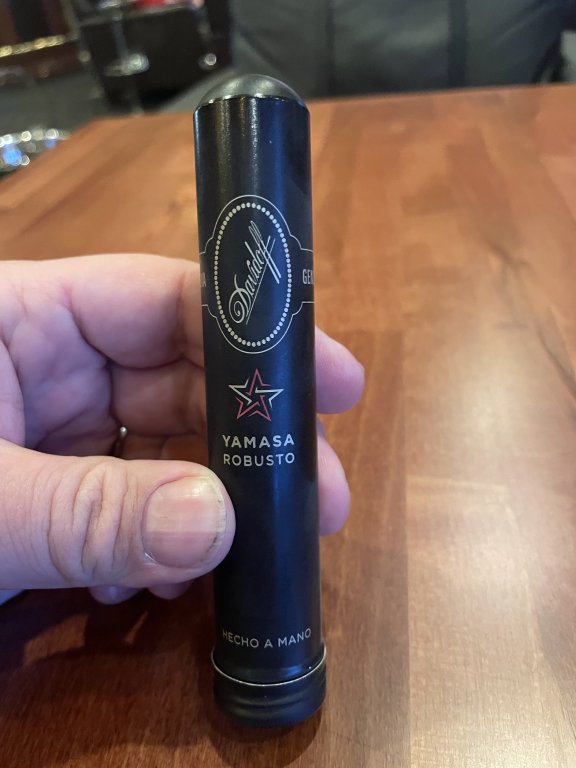 Davidoff
YAMASA
ROBUSTO
HECHO A MANO